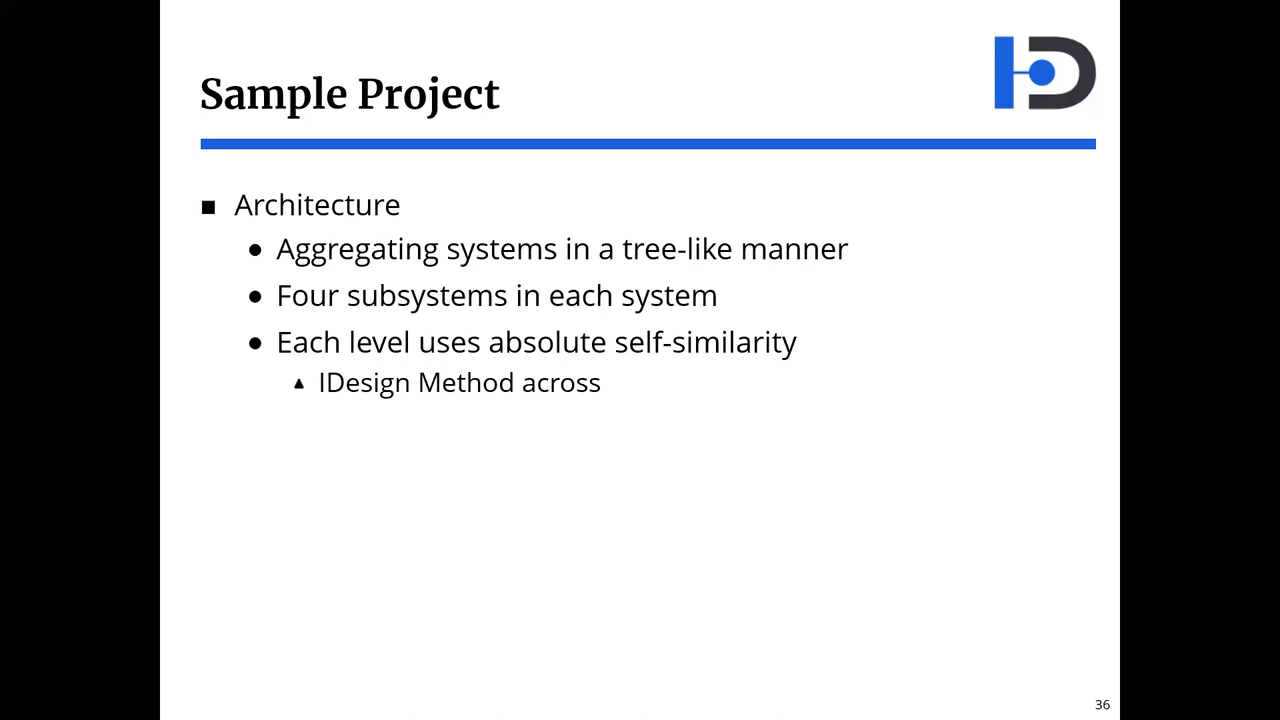 Sample Project
Architecture
Aggregating systems in a tree-like manner
Four subsystems in each system
Each level uses absolute self-similarity
IDesign Method across
36